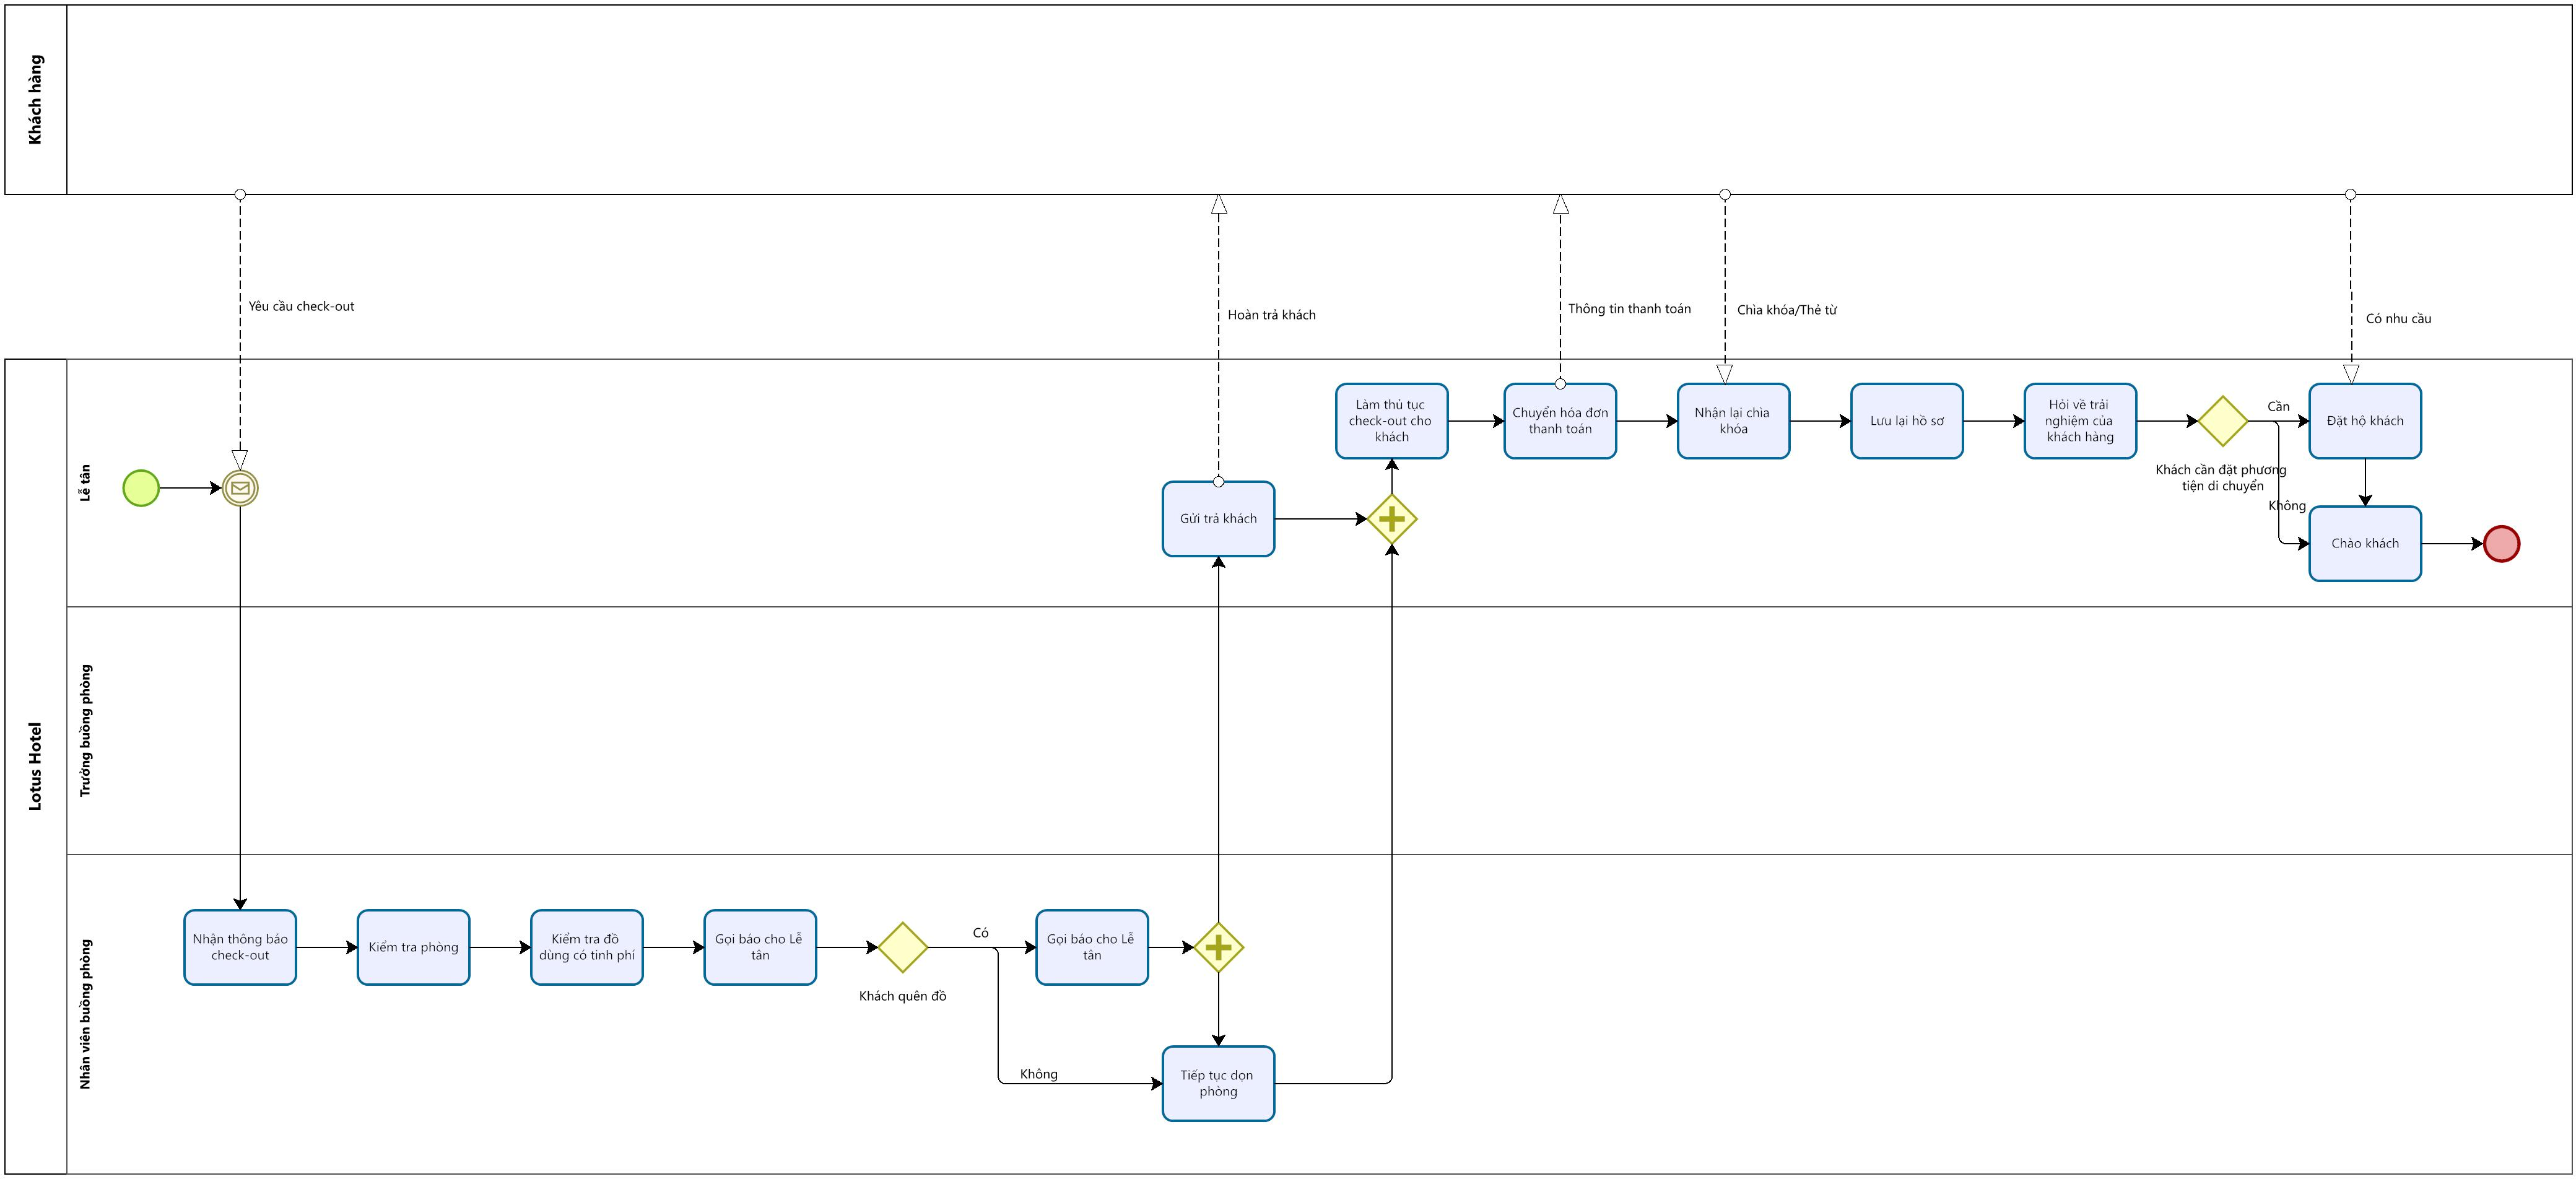 Khách hàng
Yêu cầu check-out
Hoàn trả khách
Thông tin thanh toán
Chìa khóa/Thẻ từ
Có nhu cầu
Lotus Hotel
Lễ tân
Làm thủ tục
check-out cho
khách
Chuyển hóa đơn
thanh toán
Nhận lại chìa
khóa
Lưu lại hồ sơ
Hỏi về trải
nghiệm của
khách hàng
Cần
Đặt hộ khách
Khách cần đặt phương
tiện di chuyển
Không
Gửi trả khách
Chào khách
Trưởng buồng phòng
Nhân viên buồng phòng
Nhận thông báo
check-out
Kiểm tra phòng
Kiểm tra đồ
dùng có tinh phí
Gọi báo cho Lễ
tân
Khách quên đồ
Có
Gọi báo cho Lễ
tân
Không
Tiếp tục dọn
phòng